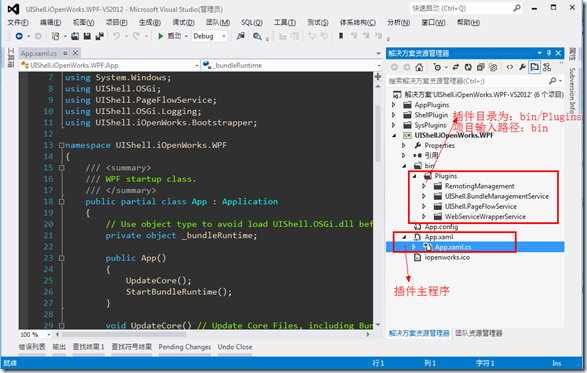 UIShell.iOpenWorks.WPF-VS2012 - Microsoft Visual Studio(管理员)
快速启动 (Ctrl+Q)
文件(F) 编辑(E) 视图(V) 项目(P) 生成(B) 调试(D) 团队(M) SQL(Q) 工具(T) 测试(S) 体系结构(C) 分析(N) 窗口(W) 帮助(H)
启动 Debug _bundleRuntime
工具箱
App.xaml.cs
UIShell.iOpenWorks.WPF.App
_bundleRuntime
7 using System.Windows;
8 using UIShell.OSGi;
9 using UIShell.PageFlowService;
10 using UIShell.OSGi.Logging;
11 using UIShell.iOpenWorks.Bootstrapper;
12
13 namespace UIShell.iOpenWorks.WPF
14 {
15 /// <summary>
16 /// WPF startup class.
17 /// </summary>
18 public partial class App : Application
19 {
20 // Use object type to avoid load UIShell.OSGi.dll bef
21 private object _bundleRuntime;
22
23 public App()
24 {
25 UpdateCore();
26 StartBundleRuntime();
27 }
28
29 void UpdateCore() // Update Core Files, including Bun
100 %
解决方案资源管理器
搜索解决方案资源管理器(Ctrl+;)
解决方案'UIShell.iOpenWorks.WPF-VS2012' (6 个项目)
AppPlugins
ShellPlugin
SysPlugins
UIShell.iOpenWorks.WPF
Properties
引用
bin
Plugins
RemotingManagement
UIShell.BundleManagementService
UIShell.PageFlowService
WebServiceWrapperService
App.config
App.xaml
App.xaml.cs
iopenworks.ico
插件目录为：bin/Plugins
项目输入路径：bin
插件主程序
解决方案资源管理器 团队资源管理器
属性
Subversion Info
错误列表 输出 查找结果 1 查找符号结果 Pending Changes Undo Close
就绪 行 1 列 1 字符 1 Ins